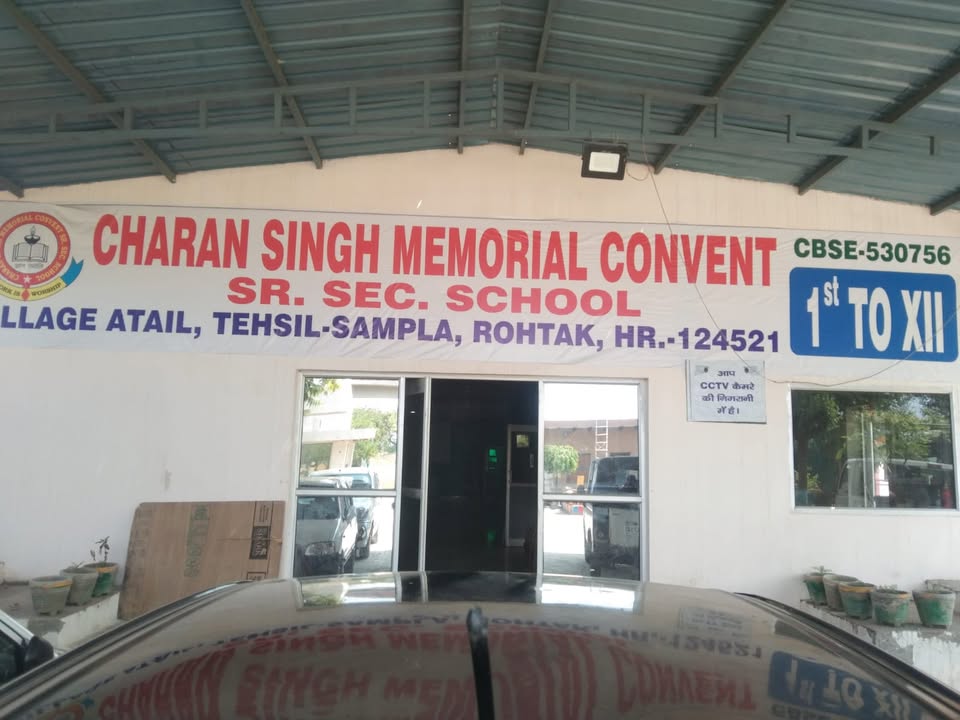 CHARAN SINGH MEMORIAL CONVENT
SR. SEC. SCHOOL
LLAGE ATAIL, TEHSIL-SAMPLA, ROHTAK, HR.-124521
CBSE-530756
1st TO XII
आप
CCTV कैमरे
की निगरानी
में है।